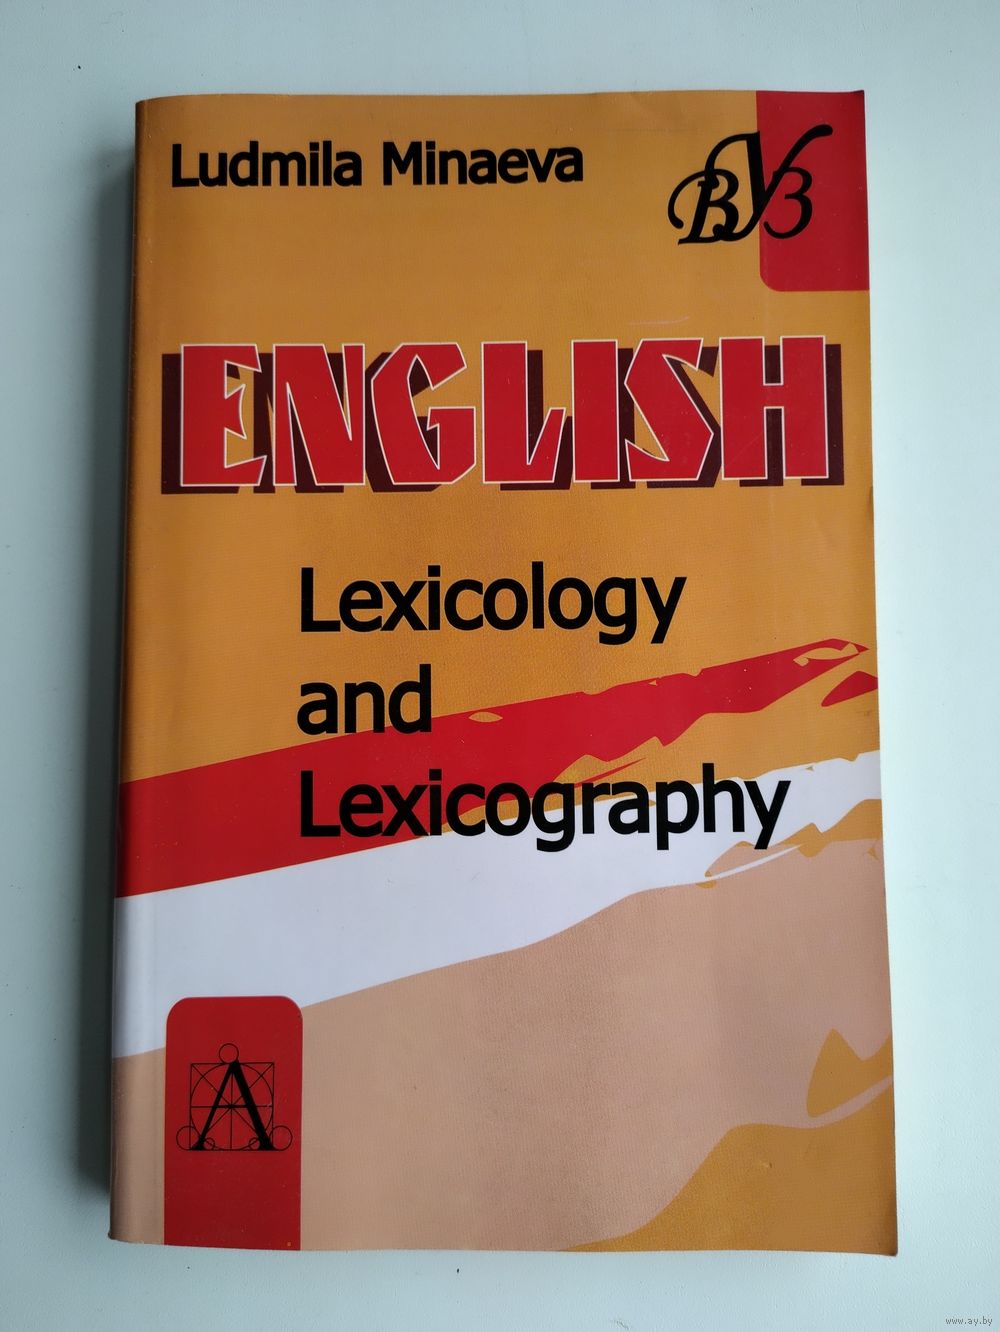 Ludmila Minaeva
ВУЗ
ENGLISH
Lexicology
and
Lexicography
A
www.ay.by